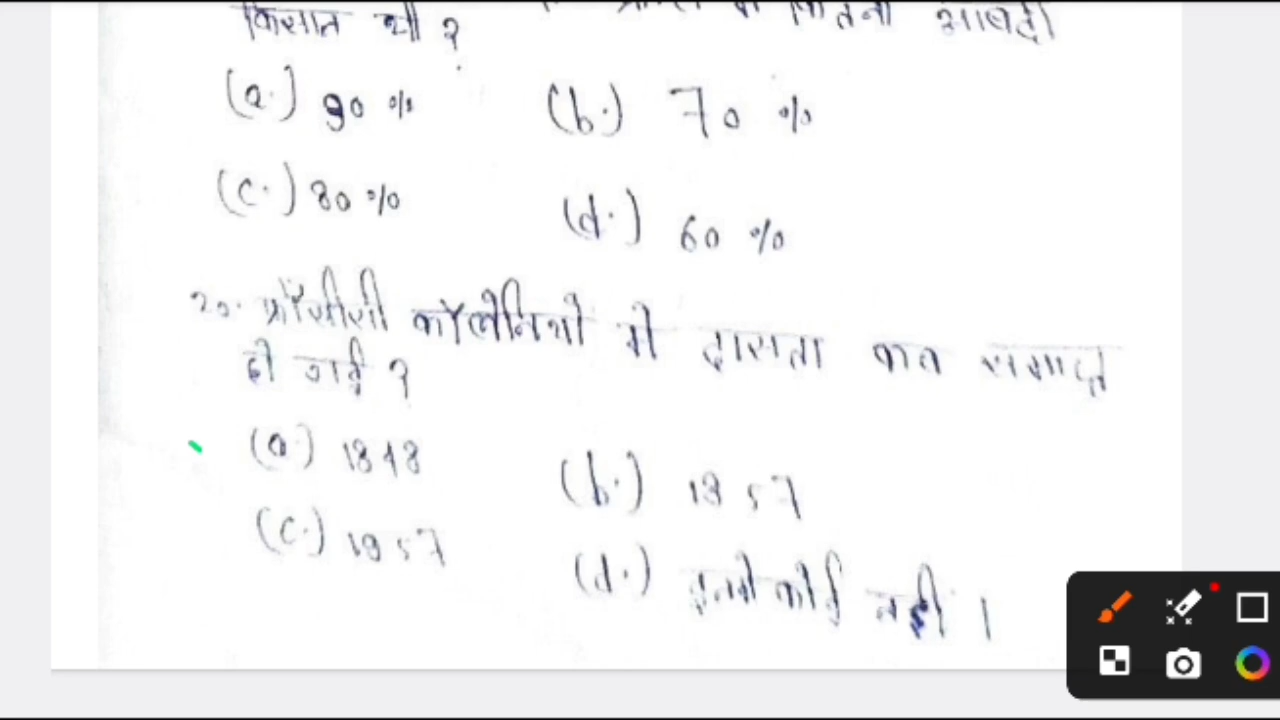 किसान थी ?
(a.) 90 % (b.) 70 %
(c.) 80 % (d.) 60 %
20. फ्रॉसीसी कॉलेनियो मे दासता कब समाप्त
हो गई ?
(a.) 1848 (b.) 1857
(c.) 1957 (d.) इनमे कोई नही ।